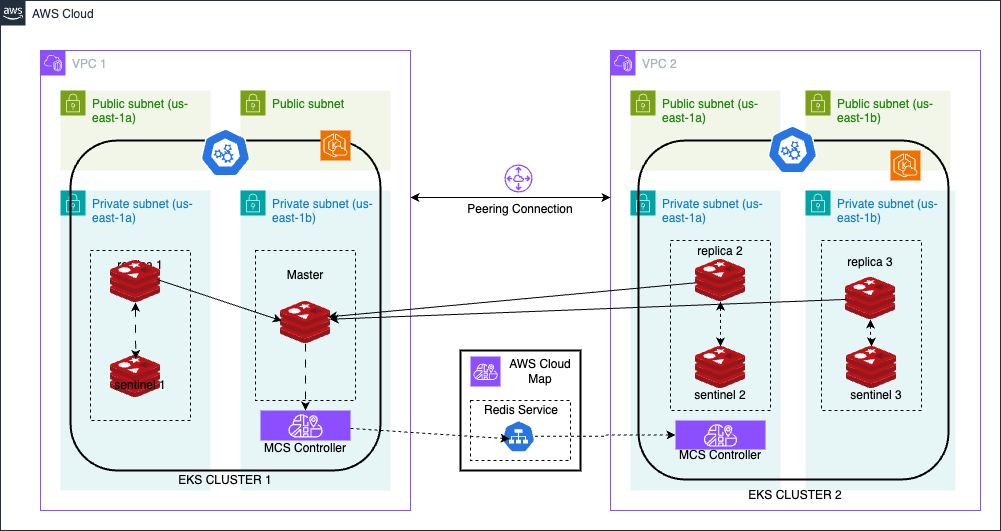 aws
AWS Cloud
VPC 1
VPC 2
Public subnet (us-
east-1a)
Public subnet
Public subnet (us-
east-1a)
Public subnet (us-
east-1b)
Private subnet (us-
east-1a)
Private subnet (us-
east-1b)
Peering Connection
Private subnet (us-
east-1a)
Private subnet (us-
east-1b)
replica 1
Master
replica 2
replica 3
sentinel 1
AWS Cloud
Map
Redis Service
sentinel 2
sentinel 3
MCS Controller
MCS Controller
EKS CLUSTER 1
EKS CLUSTER 2